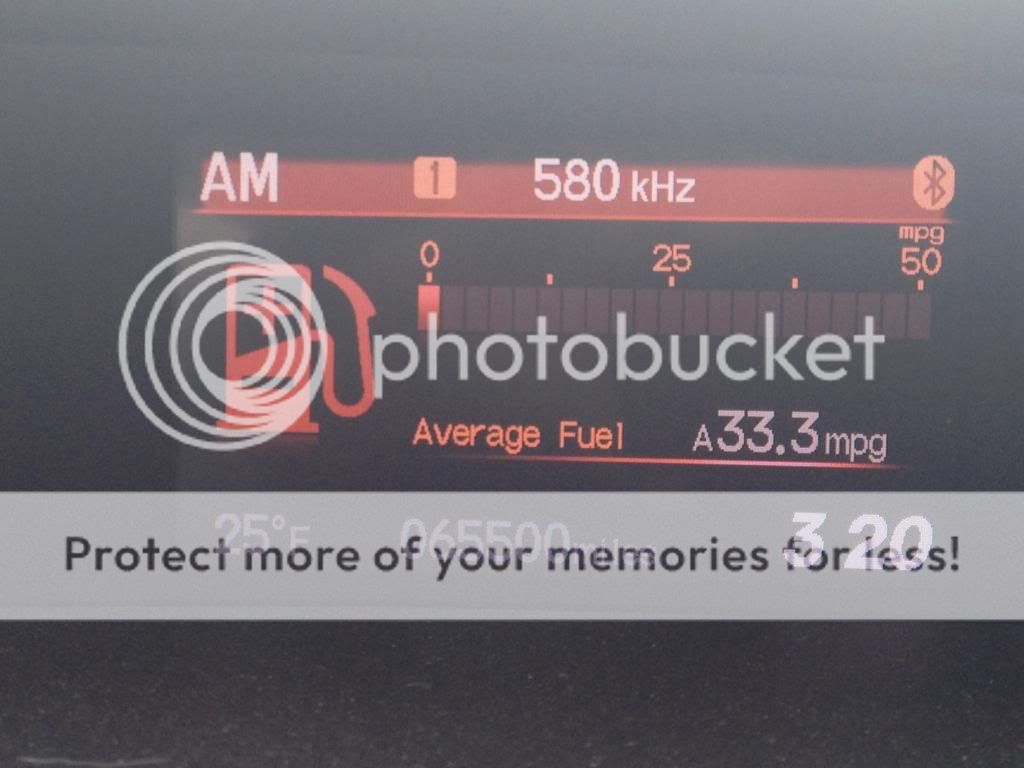 AM 1 580 kHz
mpg
0 25 50
photobucket
Average Fuel A33.3mpg
25°F 065500 miles 3 20
Protect more of your memories for less!